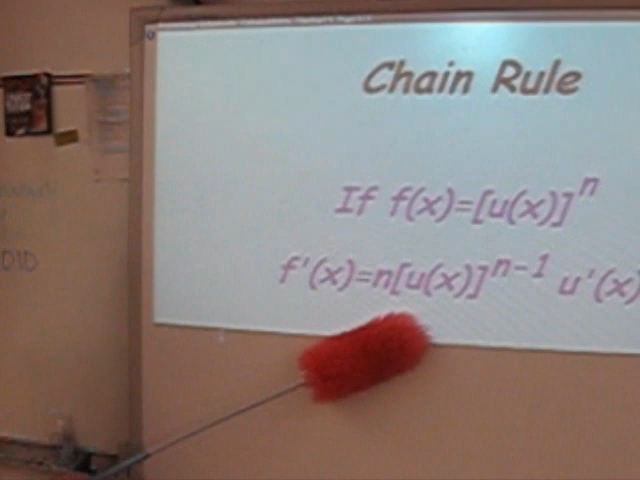 Chain Rule
If f(x)=[u(x)]ⁿ
f'(x)=n[u(x)]ⁿ⁻¹ u'(x)